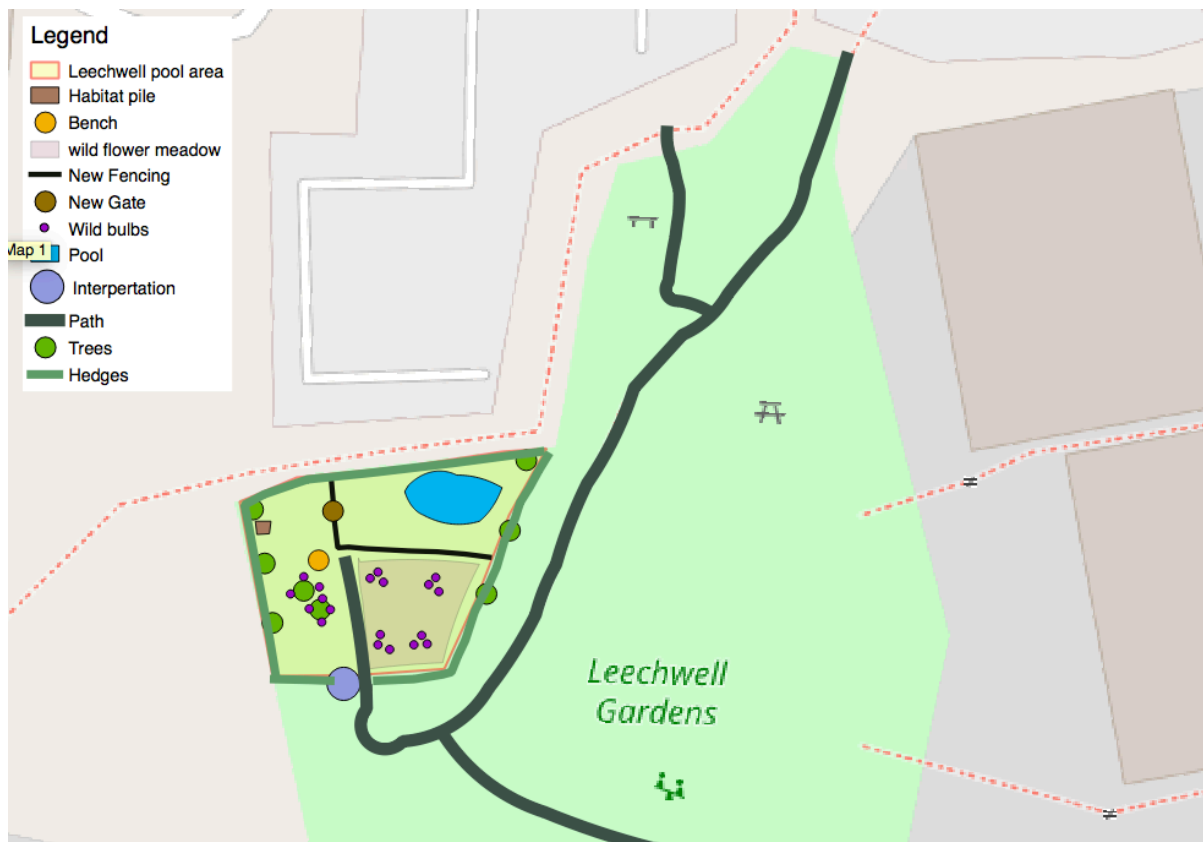 Legend
Leechwell pool area
Habitat pile
Bench
wild flower meadow
New Fencing
New Gate
Wild bulbs
Map 1
Pool
Interpertation
Path
Trees
Hedges
Leechwell
Gardens